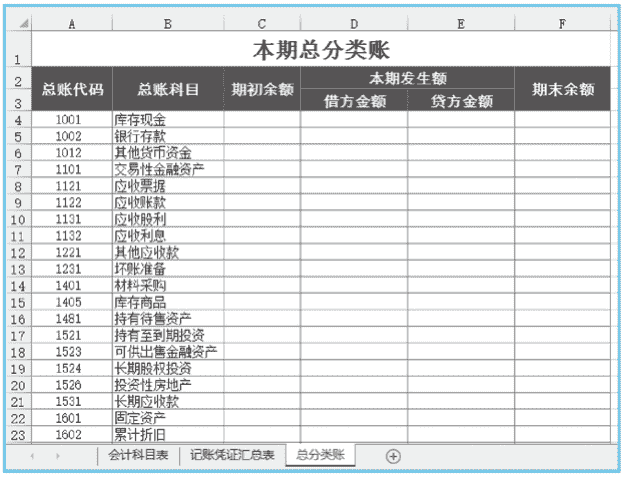 A B C D E F
1 本期总分类账
2 总账代码 总账科目 期初余额 本期发生额 期末余额
3 借方金额 贷方金额
4 1001 库存现金
5 1002 银行存款
6 1012 其他货币资金
7 1101 交易性金融资产
8 1121 应收票据
9 1122 应收账款
10 1131 应收股利
11 1132 应收利息
12 1221 其他应收款
13 1231 坏账准备
14 1401 材料采购
15 1405 库存商品
16 1481 持有待售资产
17 1521 持有至到期投资
18 1523 可供出售金融资产
19 1524 长期股权投资
20 1526 投资性房地产
21 1531 长期应收款
22 1601 固定资产
23 1602 累计折旧
会计科目表 记账凭证汇总表 总分类账